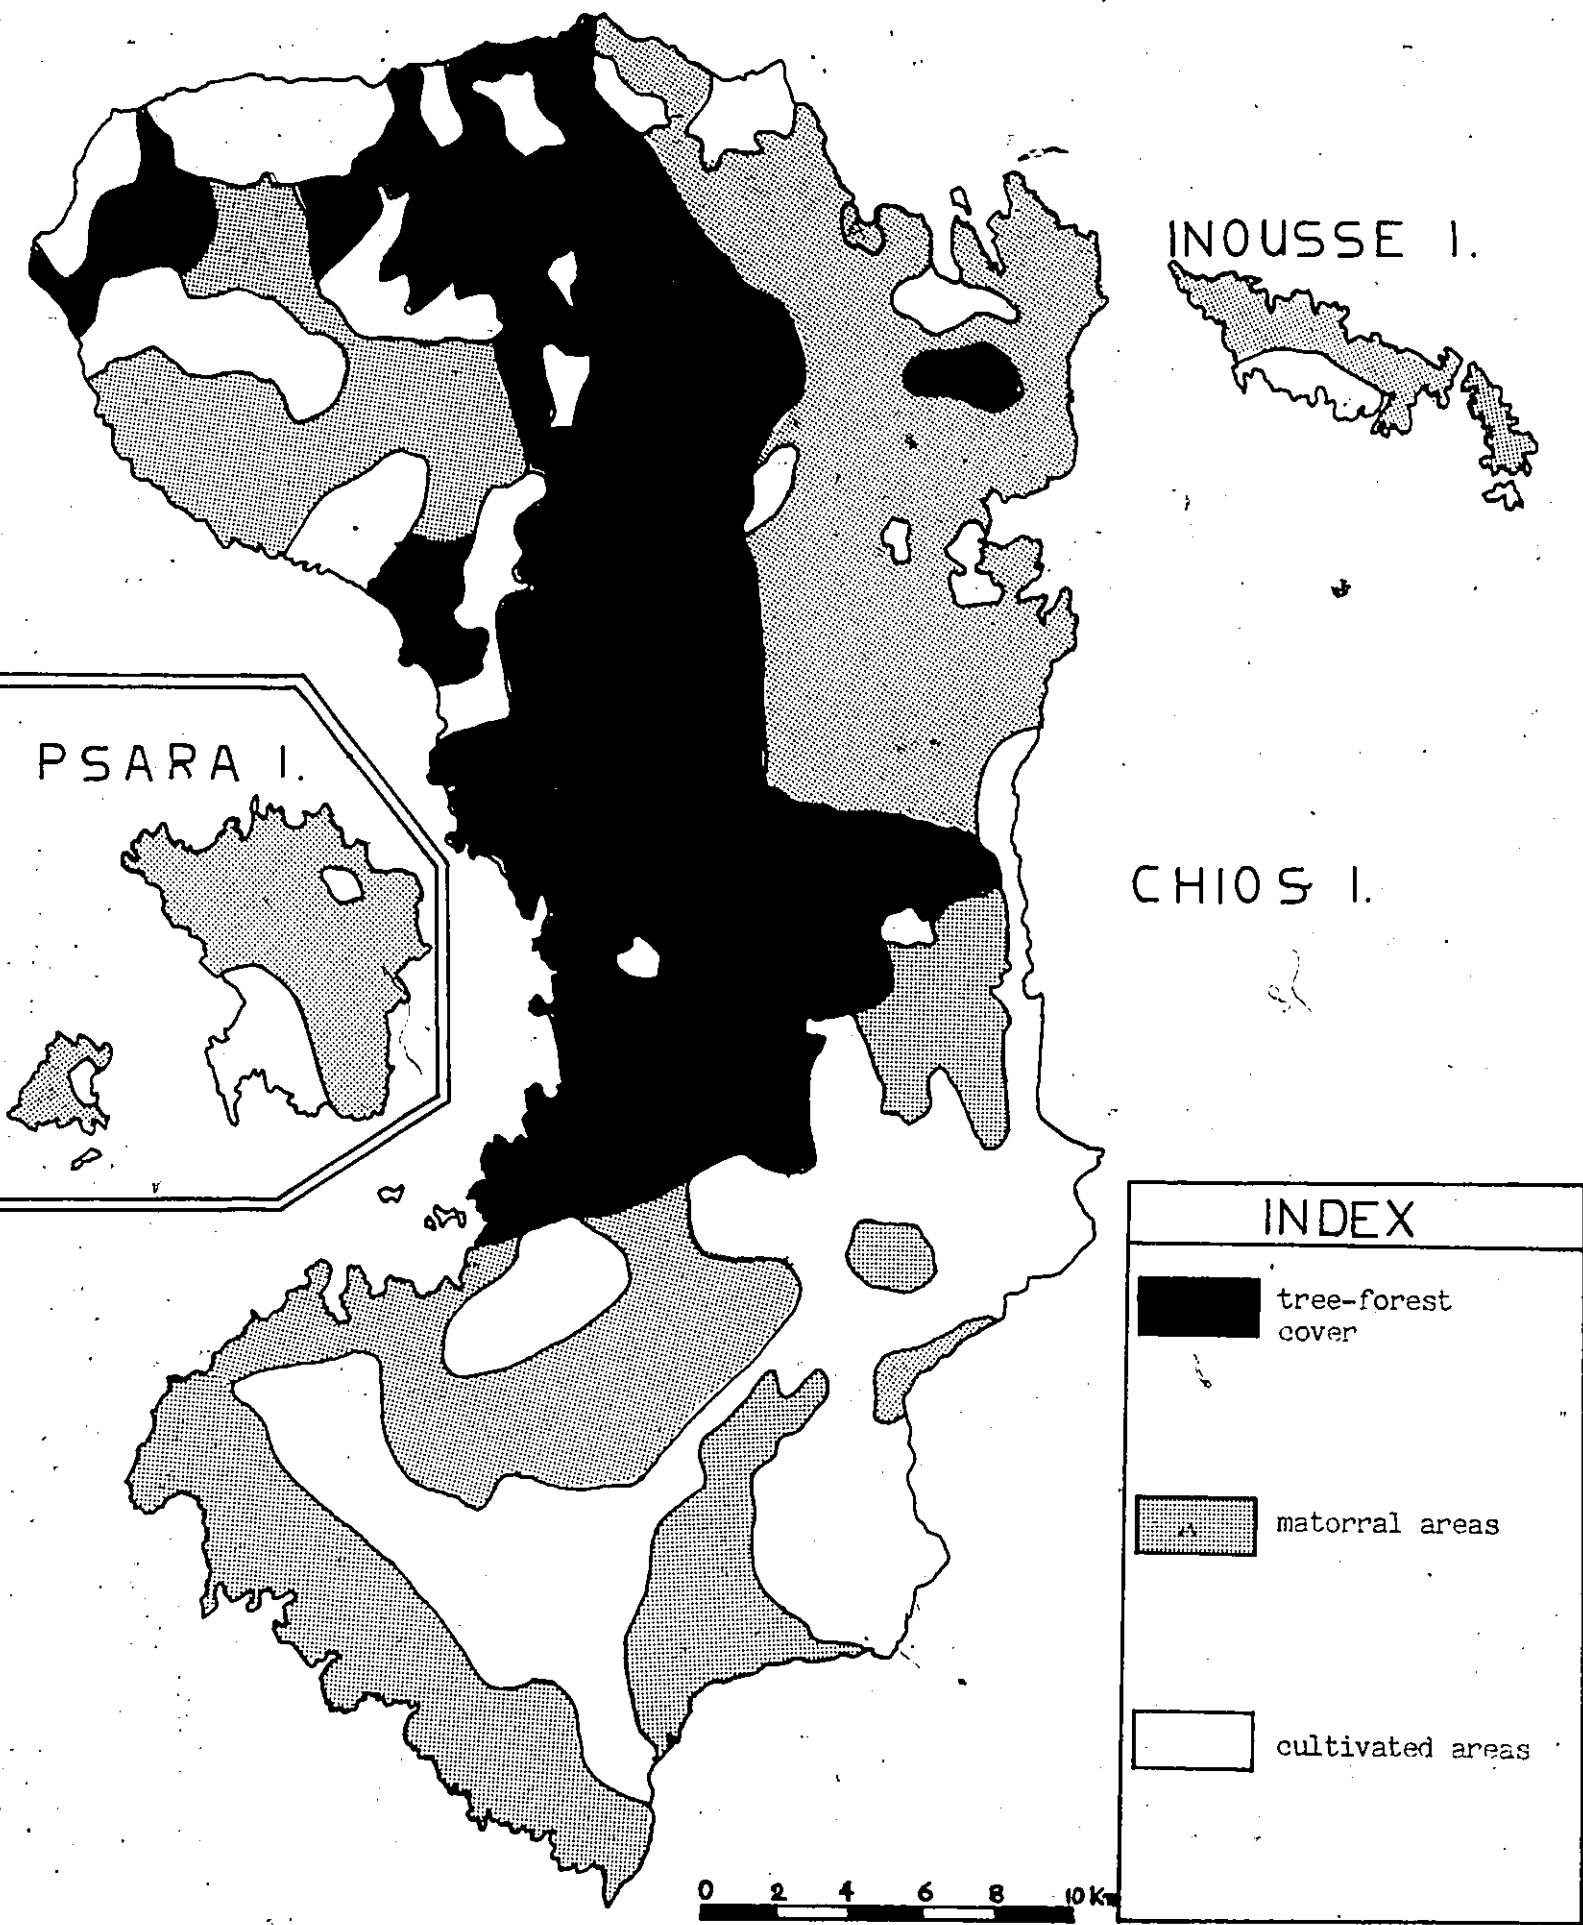 INOUSSE I.
PSARA I.
CHIOS I.
INDEX
tree-forest
cover
matorral areas
cultivated areas
0 2 4 6 8 10 Km